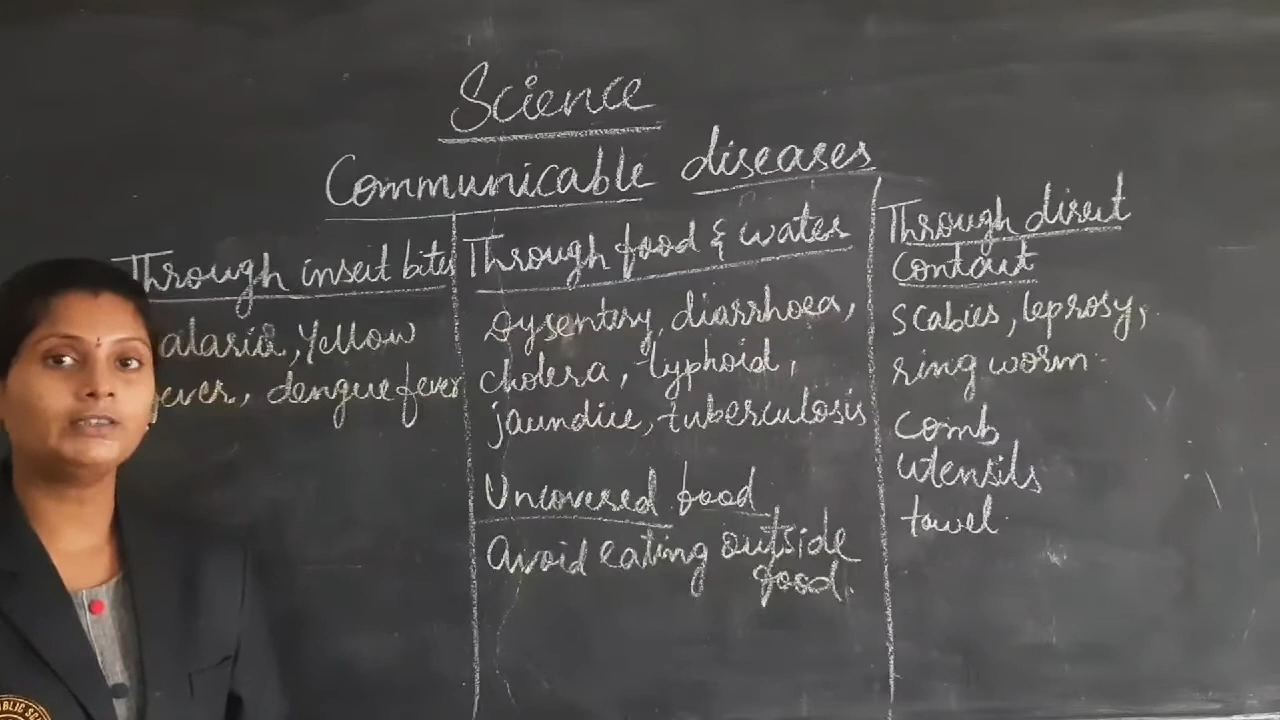 Science
Communicable diseases
Through insect bites
alaria, Yellow
fever, dengue fever
Through food & water
Dysentery, diarrhoea,
cholera, typhoid,
jaundice, tuberculosis
Uncovered food
Avoid eating outside
food.
Through direct
contact
scabies, leprosy,
ring worm
comb
utensils
towel